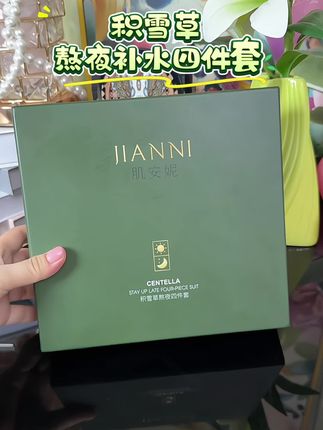 积雪草
熬夜补水四件套
JIANNI
肌安妮
CENTELLA
STAY UP LATE FOUR-PIECE SUIT
积雪草熬夜四件套